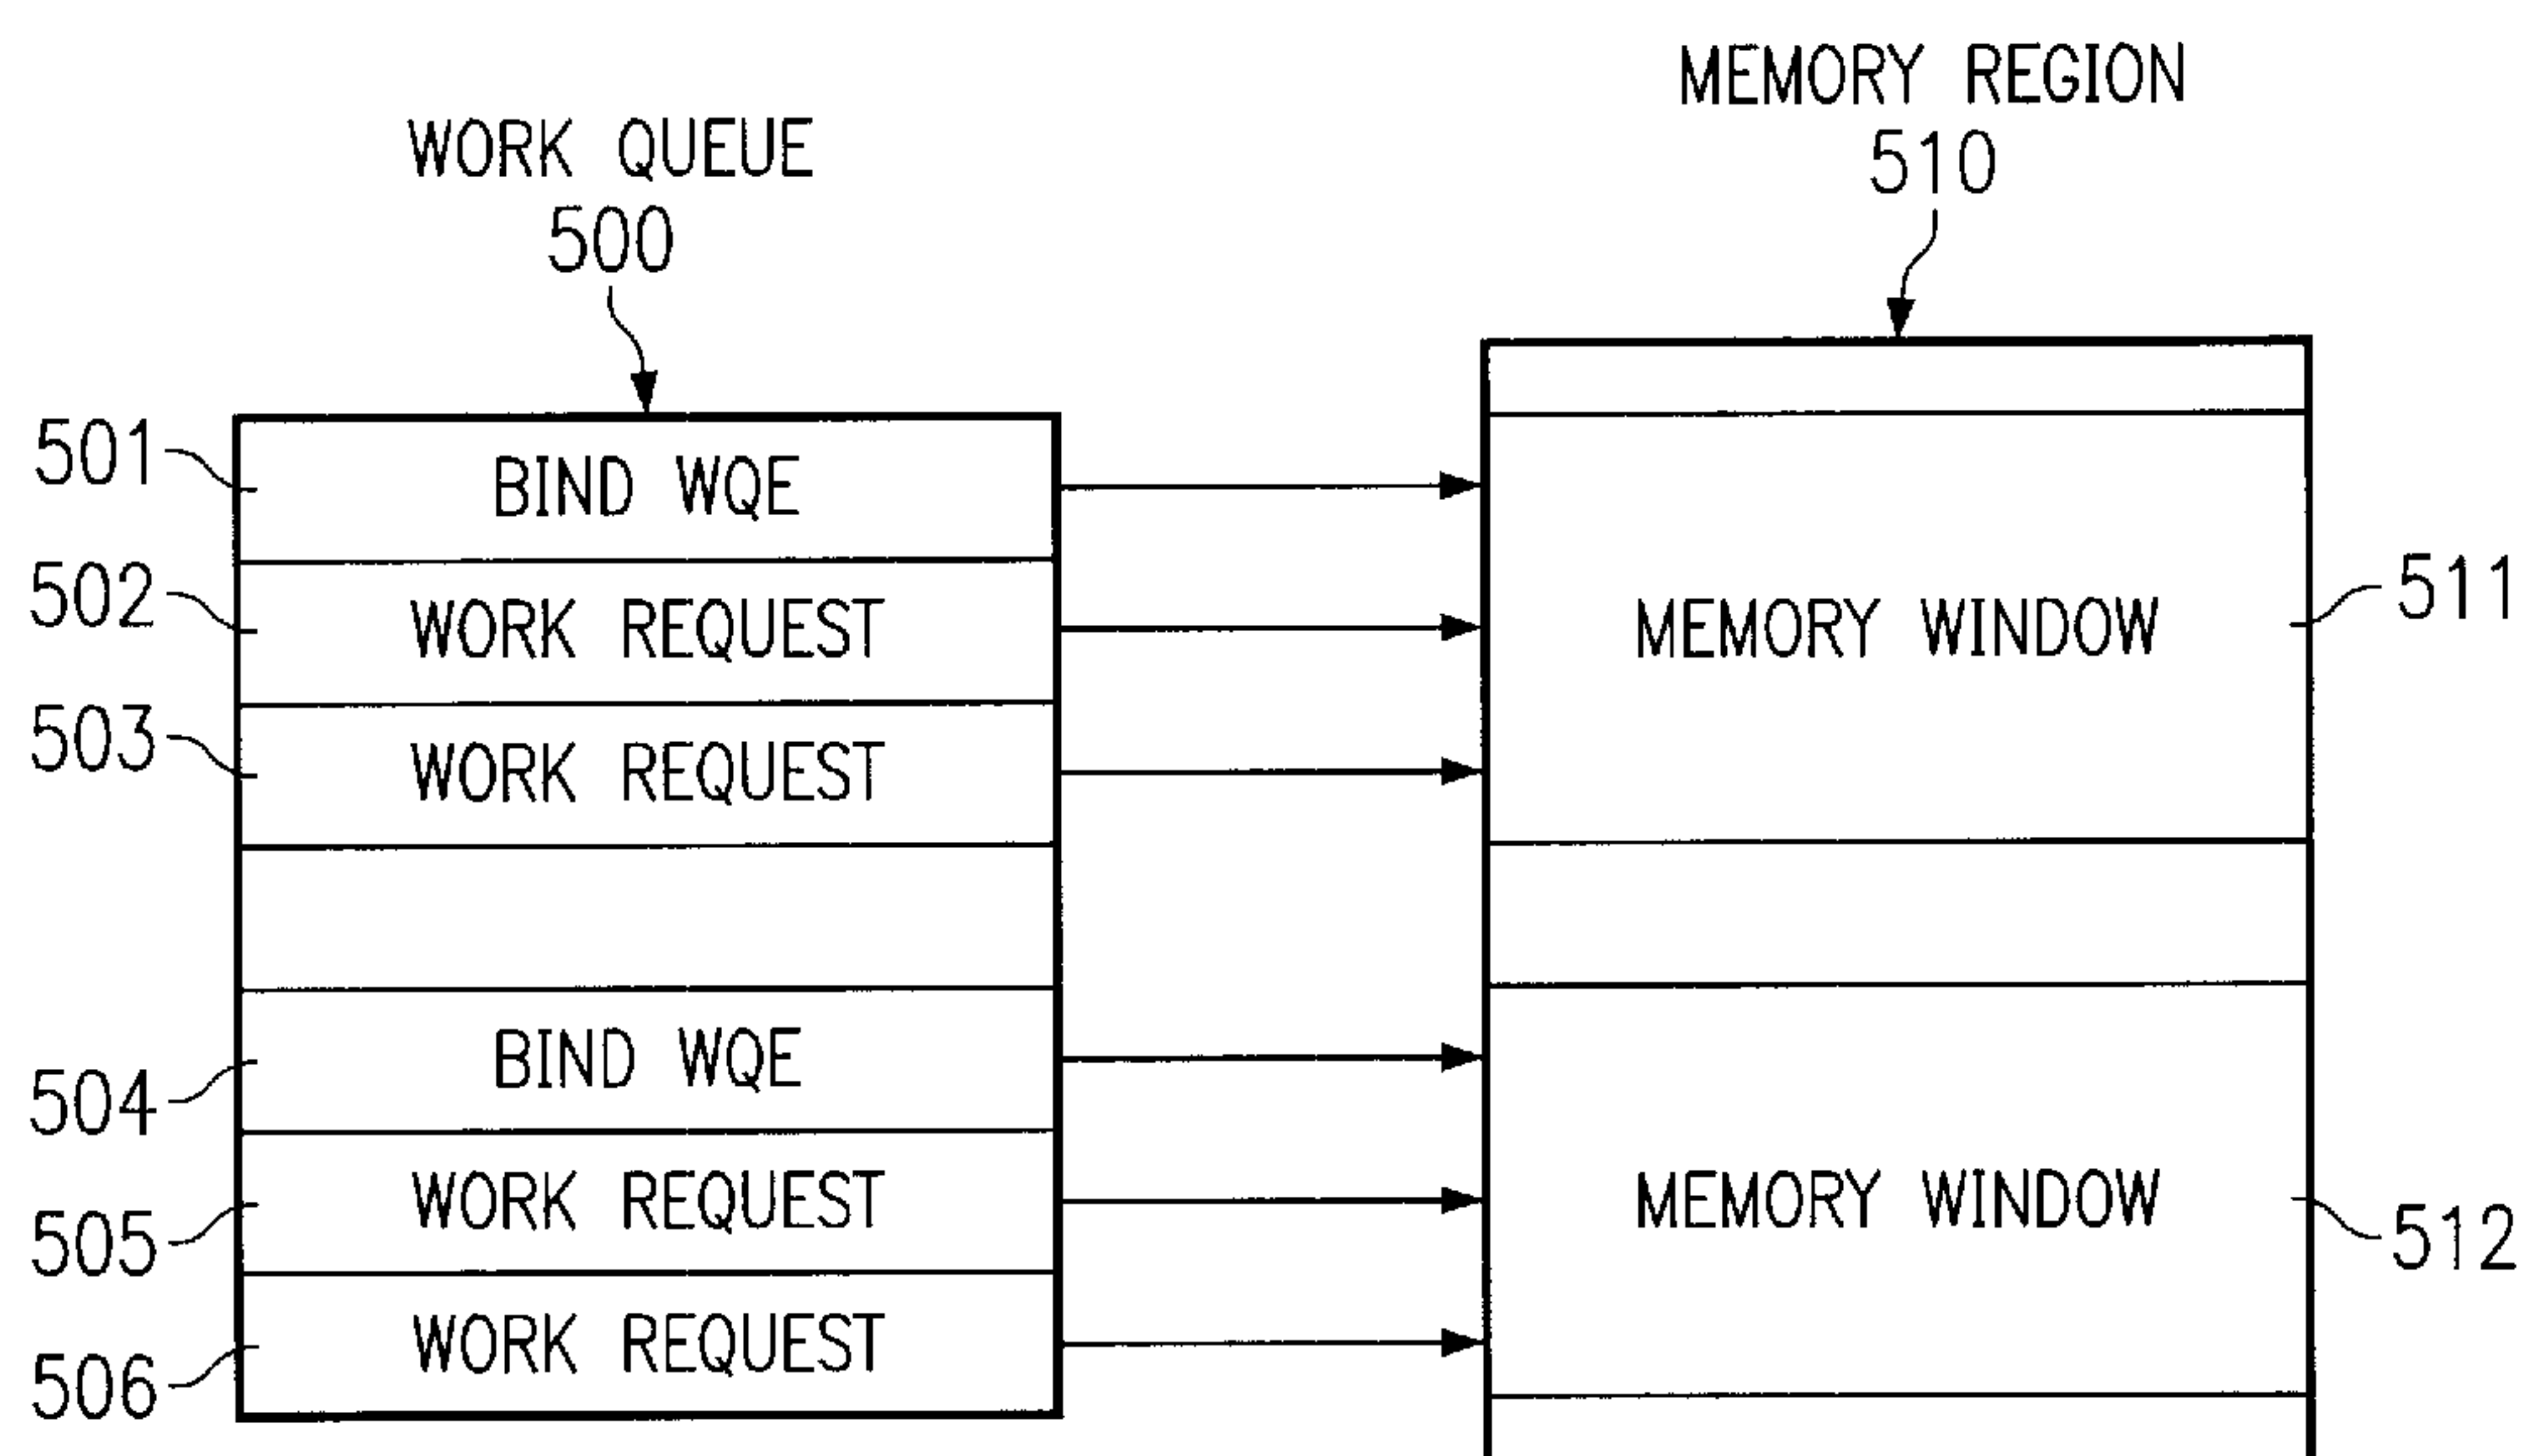 MEMORY REGION
510
WORK QUEUE
500
501
BIND WQE
502
WORK REQUEST
MEMORY WINDOW
511
503
WORK REQUEST
504
BIND WQE
505
WORK REQUEST
MEMORY WINDOW
512
506
WORK REQUEST